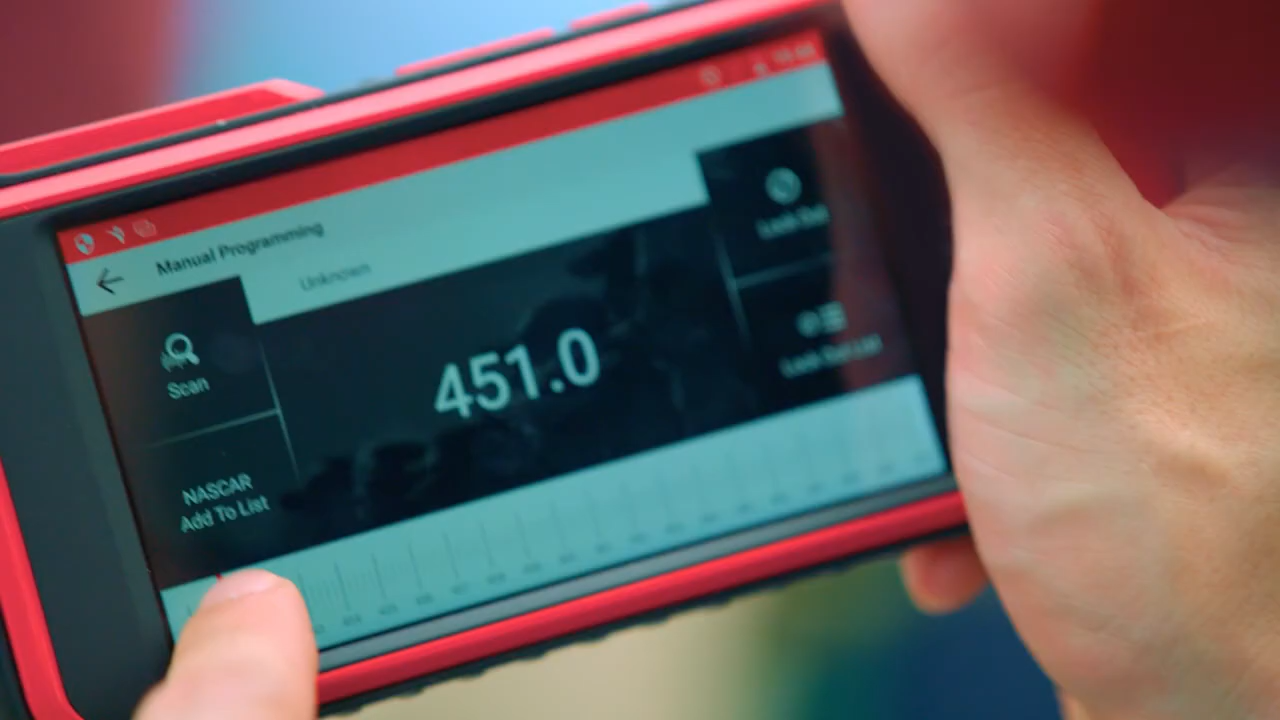 Manual Programming
Unknown
Scan
451.0
Lock Out
Lock Out List
NASCAR
Add To List